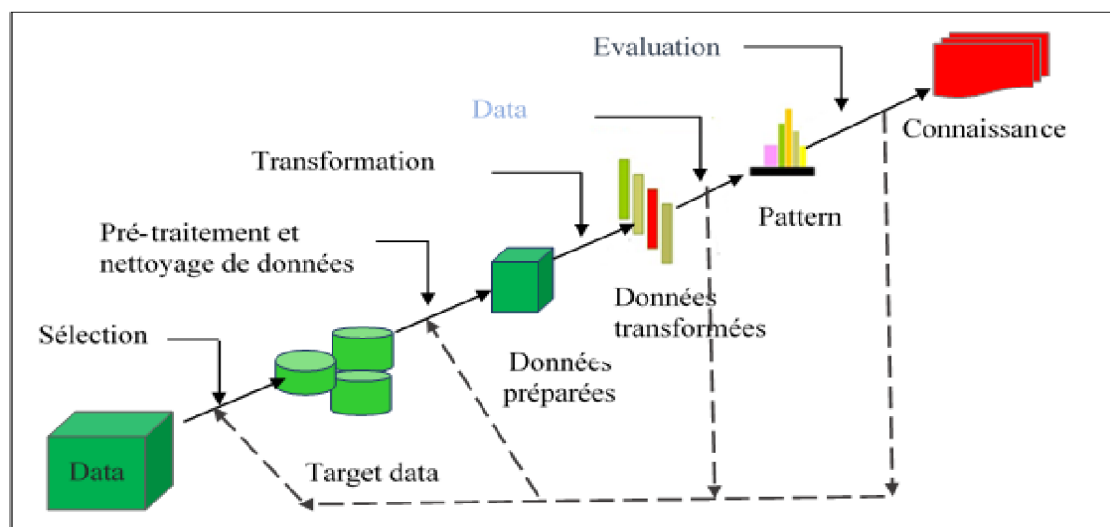 Evaluation
Data
Connaissance
Transformation
Pattern
Pré-traitement et
nettoyage de données
Données
transformées
Sélection
Données
préparées
Data
Target data